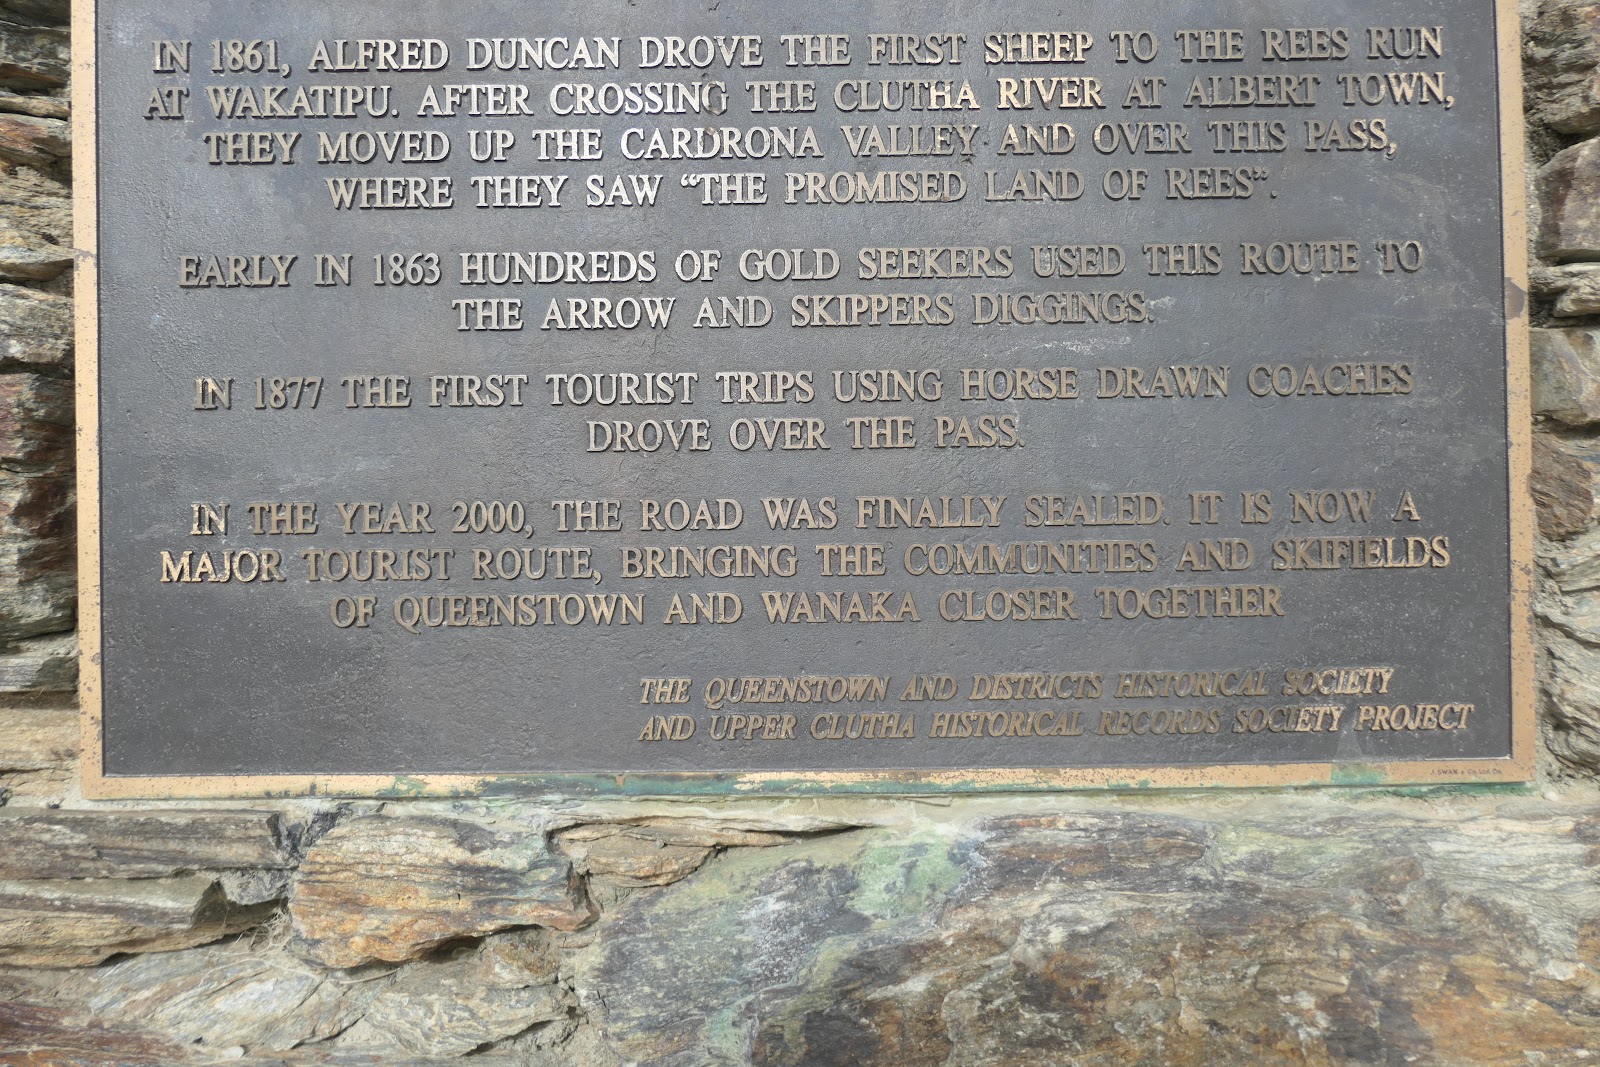 IN 1861, ALFRED DUNCAN DROVE THE FIRST SHEEP TO THE REES RUN
AT WAKATIPU. AFTER CROSSING THE CLUTHA RIVER AT ALBERT TOWN,
THEY MOVED UP THE CARDRONA VALLEY AND OVER THIS PASS,
WHERE THEY SAW “THE PROMISED LAND OF REES”.
EARLY IN 1863 HUNDREDS OF GOLD SEEKERS USED THIS ROUTE TO
THE ARROW AND SKIPPERS DIGGINGS.
IN 1877 THE FIRST TOURIST TRIPS USING HORSE DRAWN COACHES
DROVE OVER THE PASS.
IN THE YEAR 2000, THE ROAD WAS FINALLY SEALED. IT IS NOW A
MAJOR TOURIST ROUTE, BRINGING THE COMMUNITIES AND SKIFIELDS
OF QUEENSTOWN AND WANAKA CLOSER TOGETHER
THE QUEENSTOWN AND DISTRICTS HISTORICAL SOCIETY
AND UPPER CLUTHA HISTORICAL RECORDS SOCIETY PROJECT
J. SWAN & CO. LTD. CH.